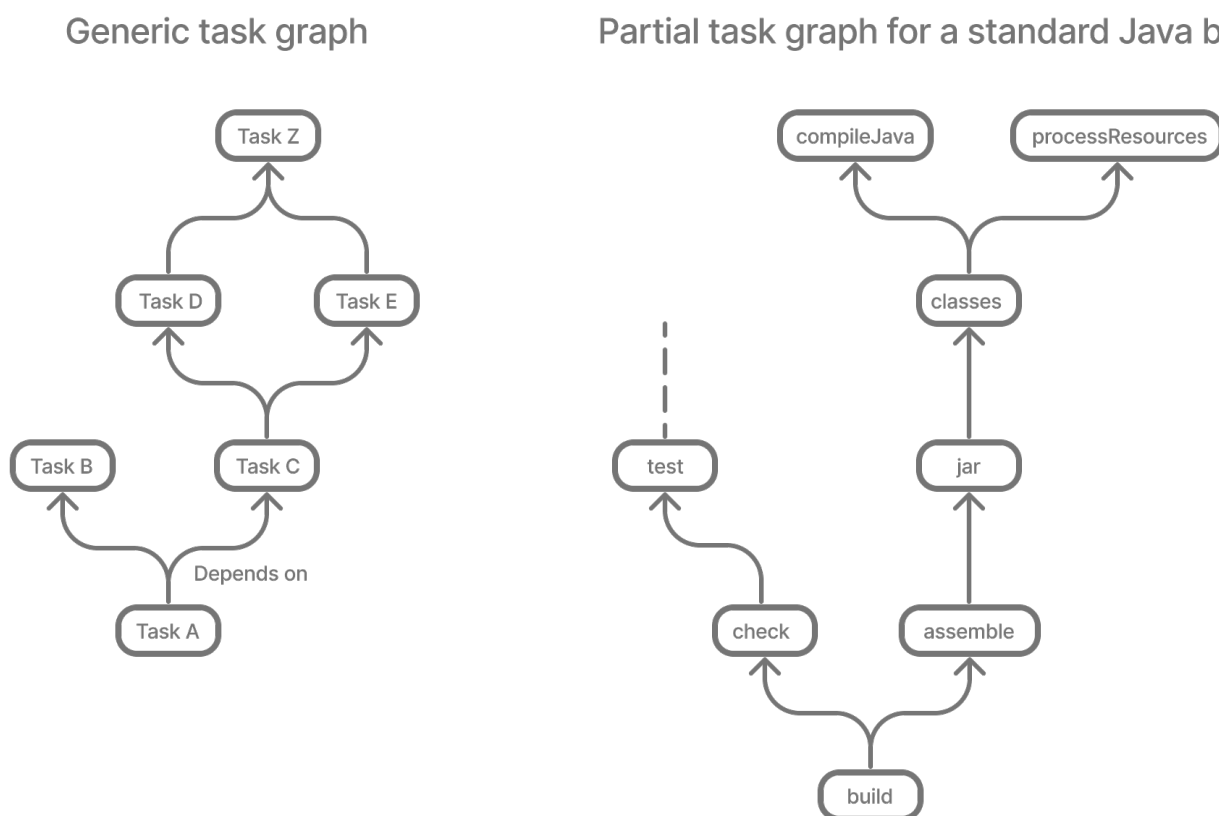 Generic task graph
Partial task graph for a standard Java b
Task Z
compileJava
processResources
Task D
Task E
classes
Task B
Task C
test
jar
Depends on
Task A
check
assemble
build